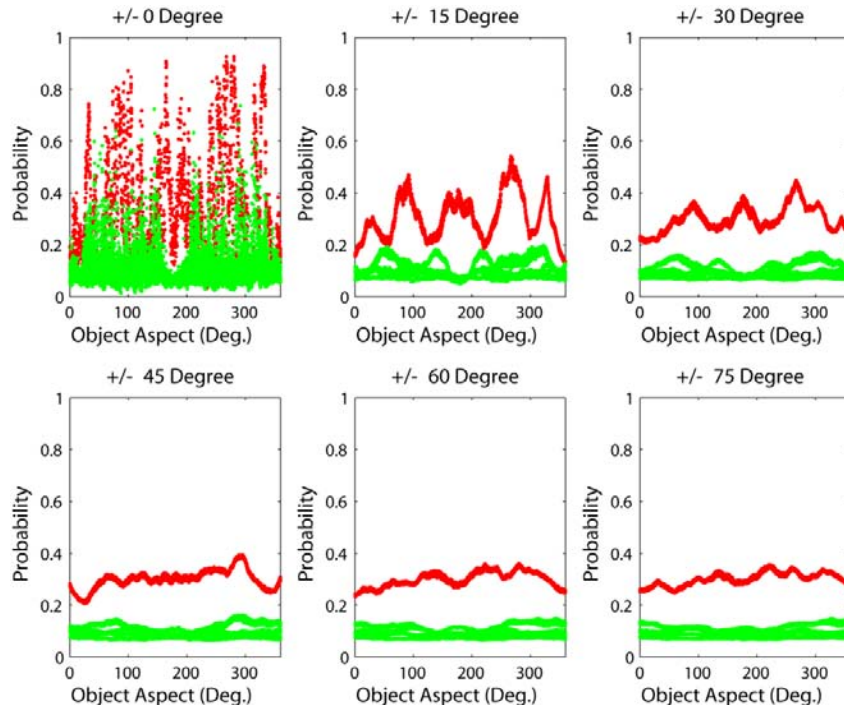 +/- 0 Degree
1
0.8
0.6
0.4
0.2
0
Probability
0 100 200 300
Object Aspect (Deg.)
+/- 15 Degree
1
0.8
0.6
0.4
0.2
0
Probability
0 100 200 300
Object Aspect (Deg.)
+/- 30 Degree
1
0.8
0.6
0.4
0.2
0
Probability
0 100 200 300
Object Aspect (Deg.)
+/- 45 Degree
1
0.8
0.6
0.4
0.2
0
Probability
0 100 200 300
Object Aspect (Deg.)
+/- 60 Degree
1
0.8
0.6
0.4
0.2
0
Probability
0 100 200 300
Object Aspect (Deg.)
+/- 75 Degree
1
0.8
0.6
0.4
0.2
0
Probability
0 100 200 300
Object Aspect (Deg.)